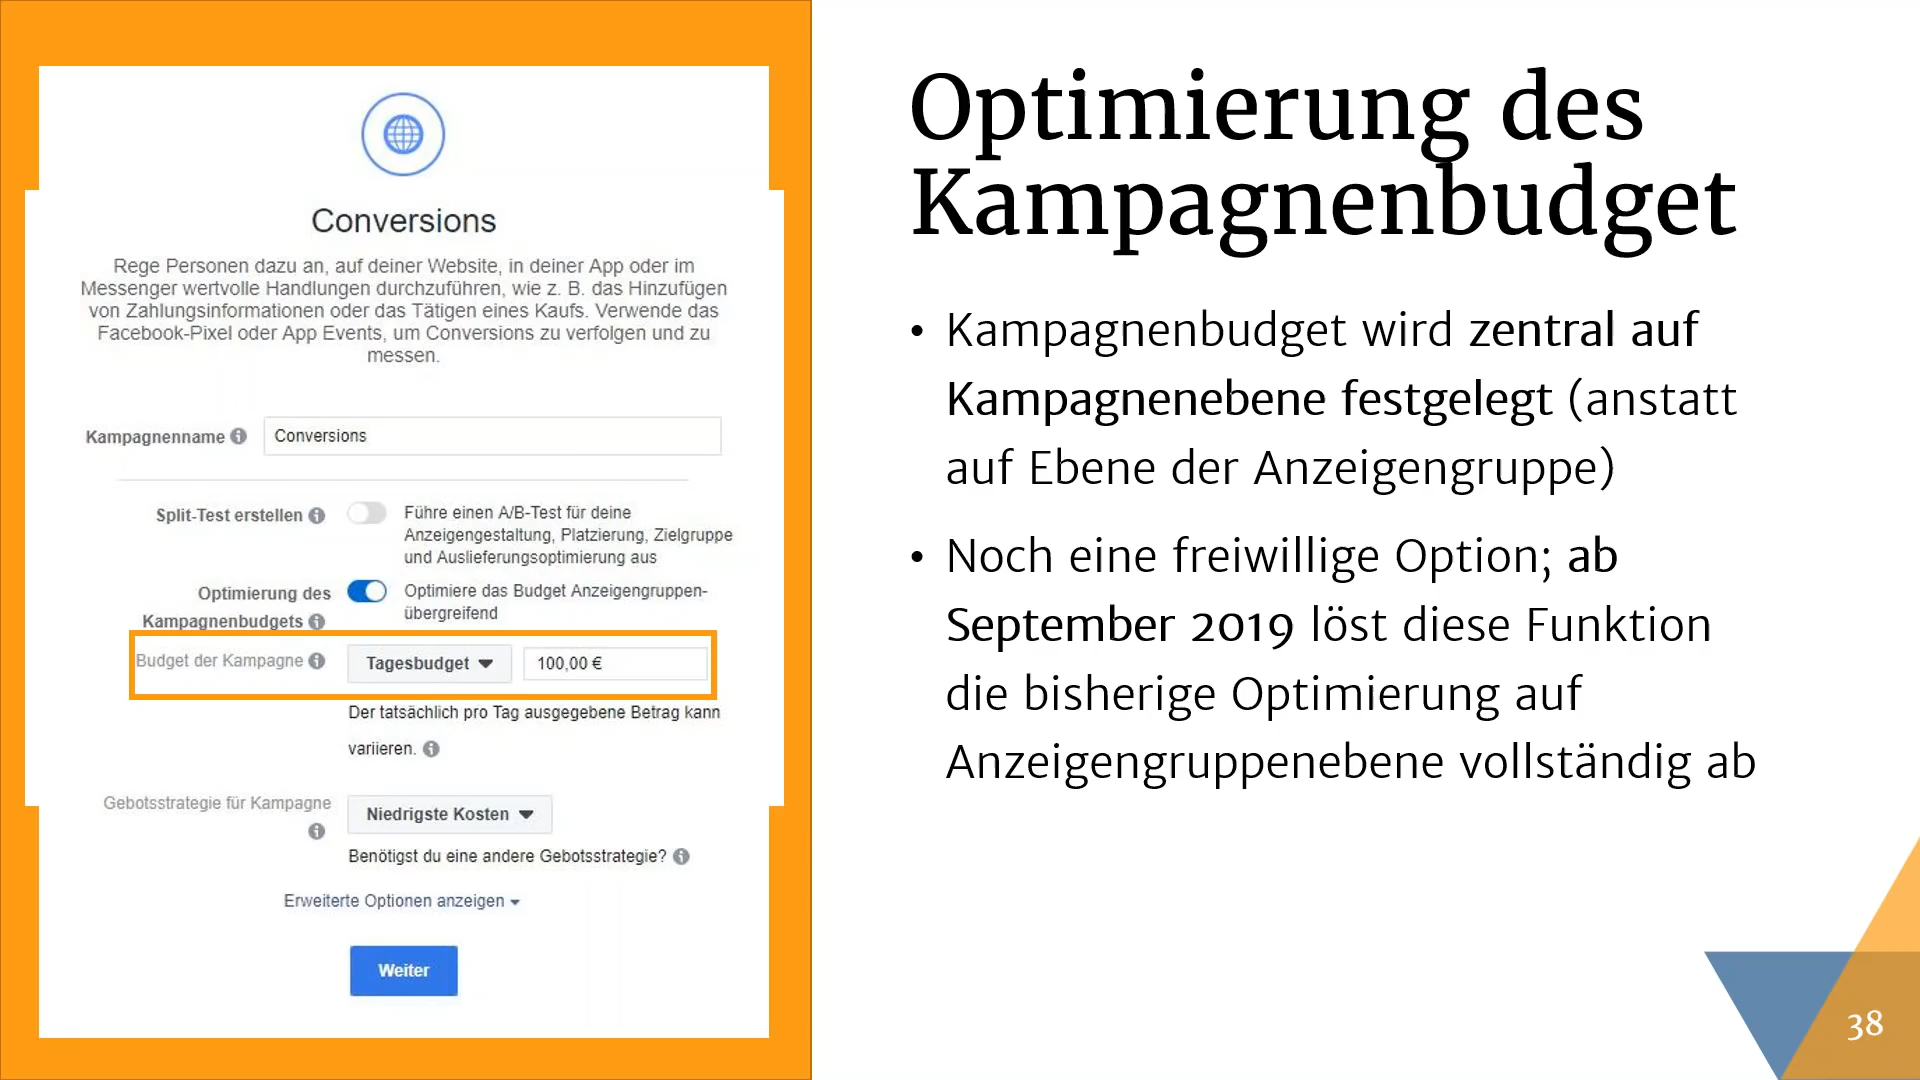 Conversions
Rege Personen dazu an, auf deiner Website, in deiner App oder im
Messenger wertvolle Handlungen durchzuführen, wie z. B. das Hinzufügen
von Zahlungsinformationen oder das Tätigen eines Kaufs. Verwende das
Facebook-Pixel oder App Events, um Conversions zu verfolgen und zu
messen.
Kampagnenname
Conversions
Split-Test erstellen
Führe einen A/B-Test für deine
Anzeigengestaltung, Platzierung, Zielgruppe
und Auslieferungsoptimierung aus
Optimierung des
Kampagnenbudgets
Optimiere das Budget Anzeigengruppen-
übergreifend
Budget der Kampagne
Tagesbudget
100,00 €
Der tatsächlich pro Tag ausgegebene Betrag kann
variieren.
Gebotsstrategie für Kampagne
Niedrigste Kosten
Benötigst du eine andere Gebotsstrategie?
Erweiterte Optionen anzeigen
Weiter
Optimierung des
Kampagnenbudget
• Kampagnenbudget wird zentral auf
Kampagnenebene festgelegt (anstatt
auf Ebene der Anzeigengruppe)
• Noch eine freiwillige Option; ab
September 2019 löst diese Funktion
die bisherige Optimierung auf
Anzeigengruppenebene vollständig ab
38